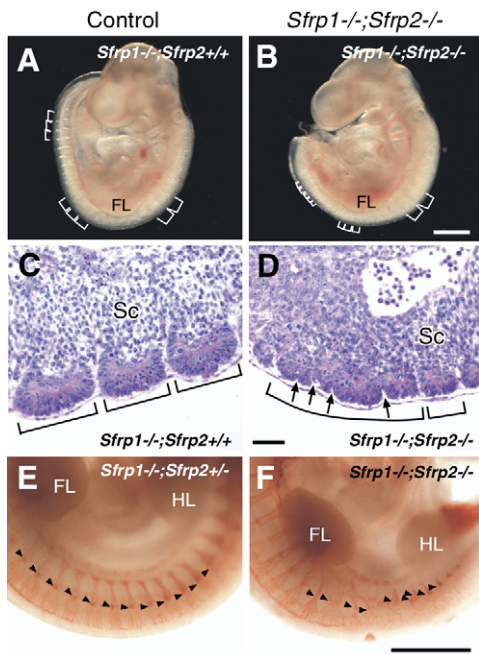 Control
Sfrp1-/-;Sfrp2-/-
A
Sfrp1-/-;Sfrp2+/+
FL
B
Sfrp1-/-;Sfrp2-/-
FL
C
Sc
Sfrp1-/-;Sfrp2+/+
D
Sc
Sfrp1-/-;Sfrp2-/-
E
Sfrp1-/-;Sfrp2+/-
FL
HL
F
Sfrp1-/-;Sfrp2-/-
FL
HL